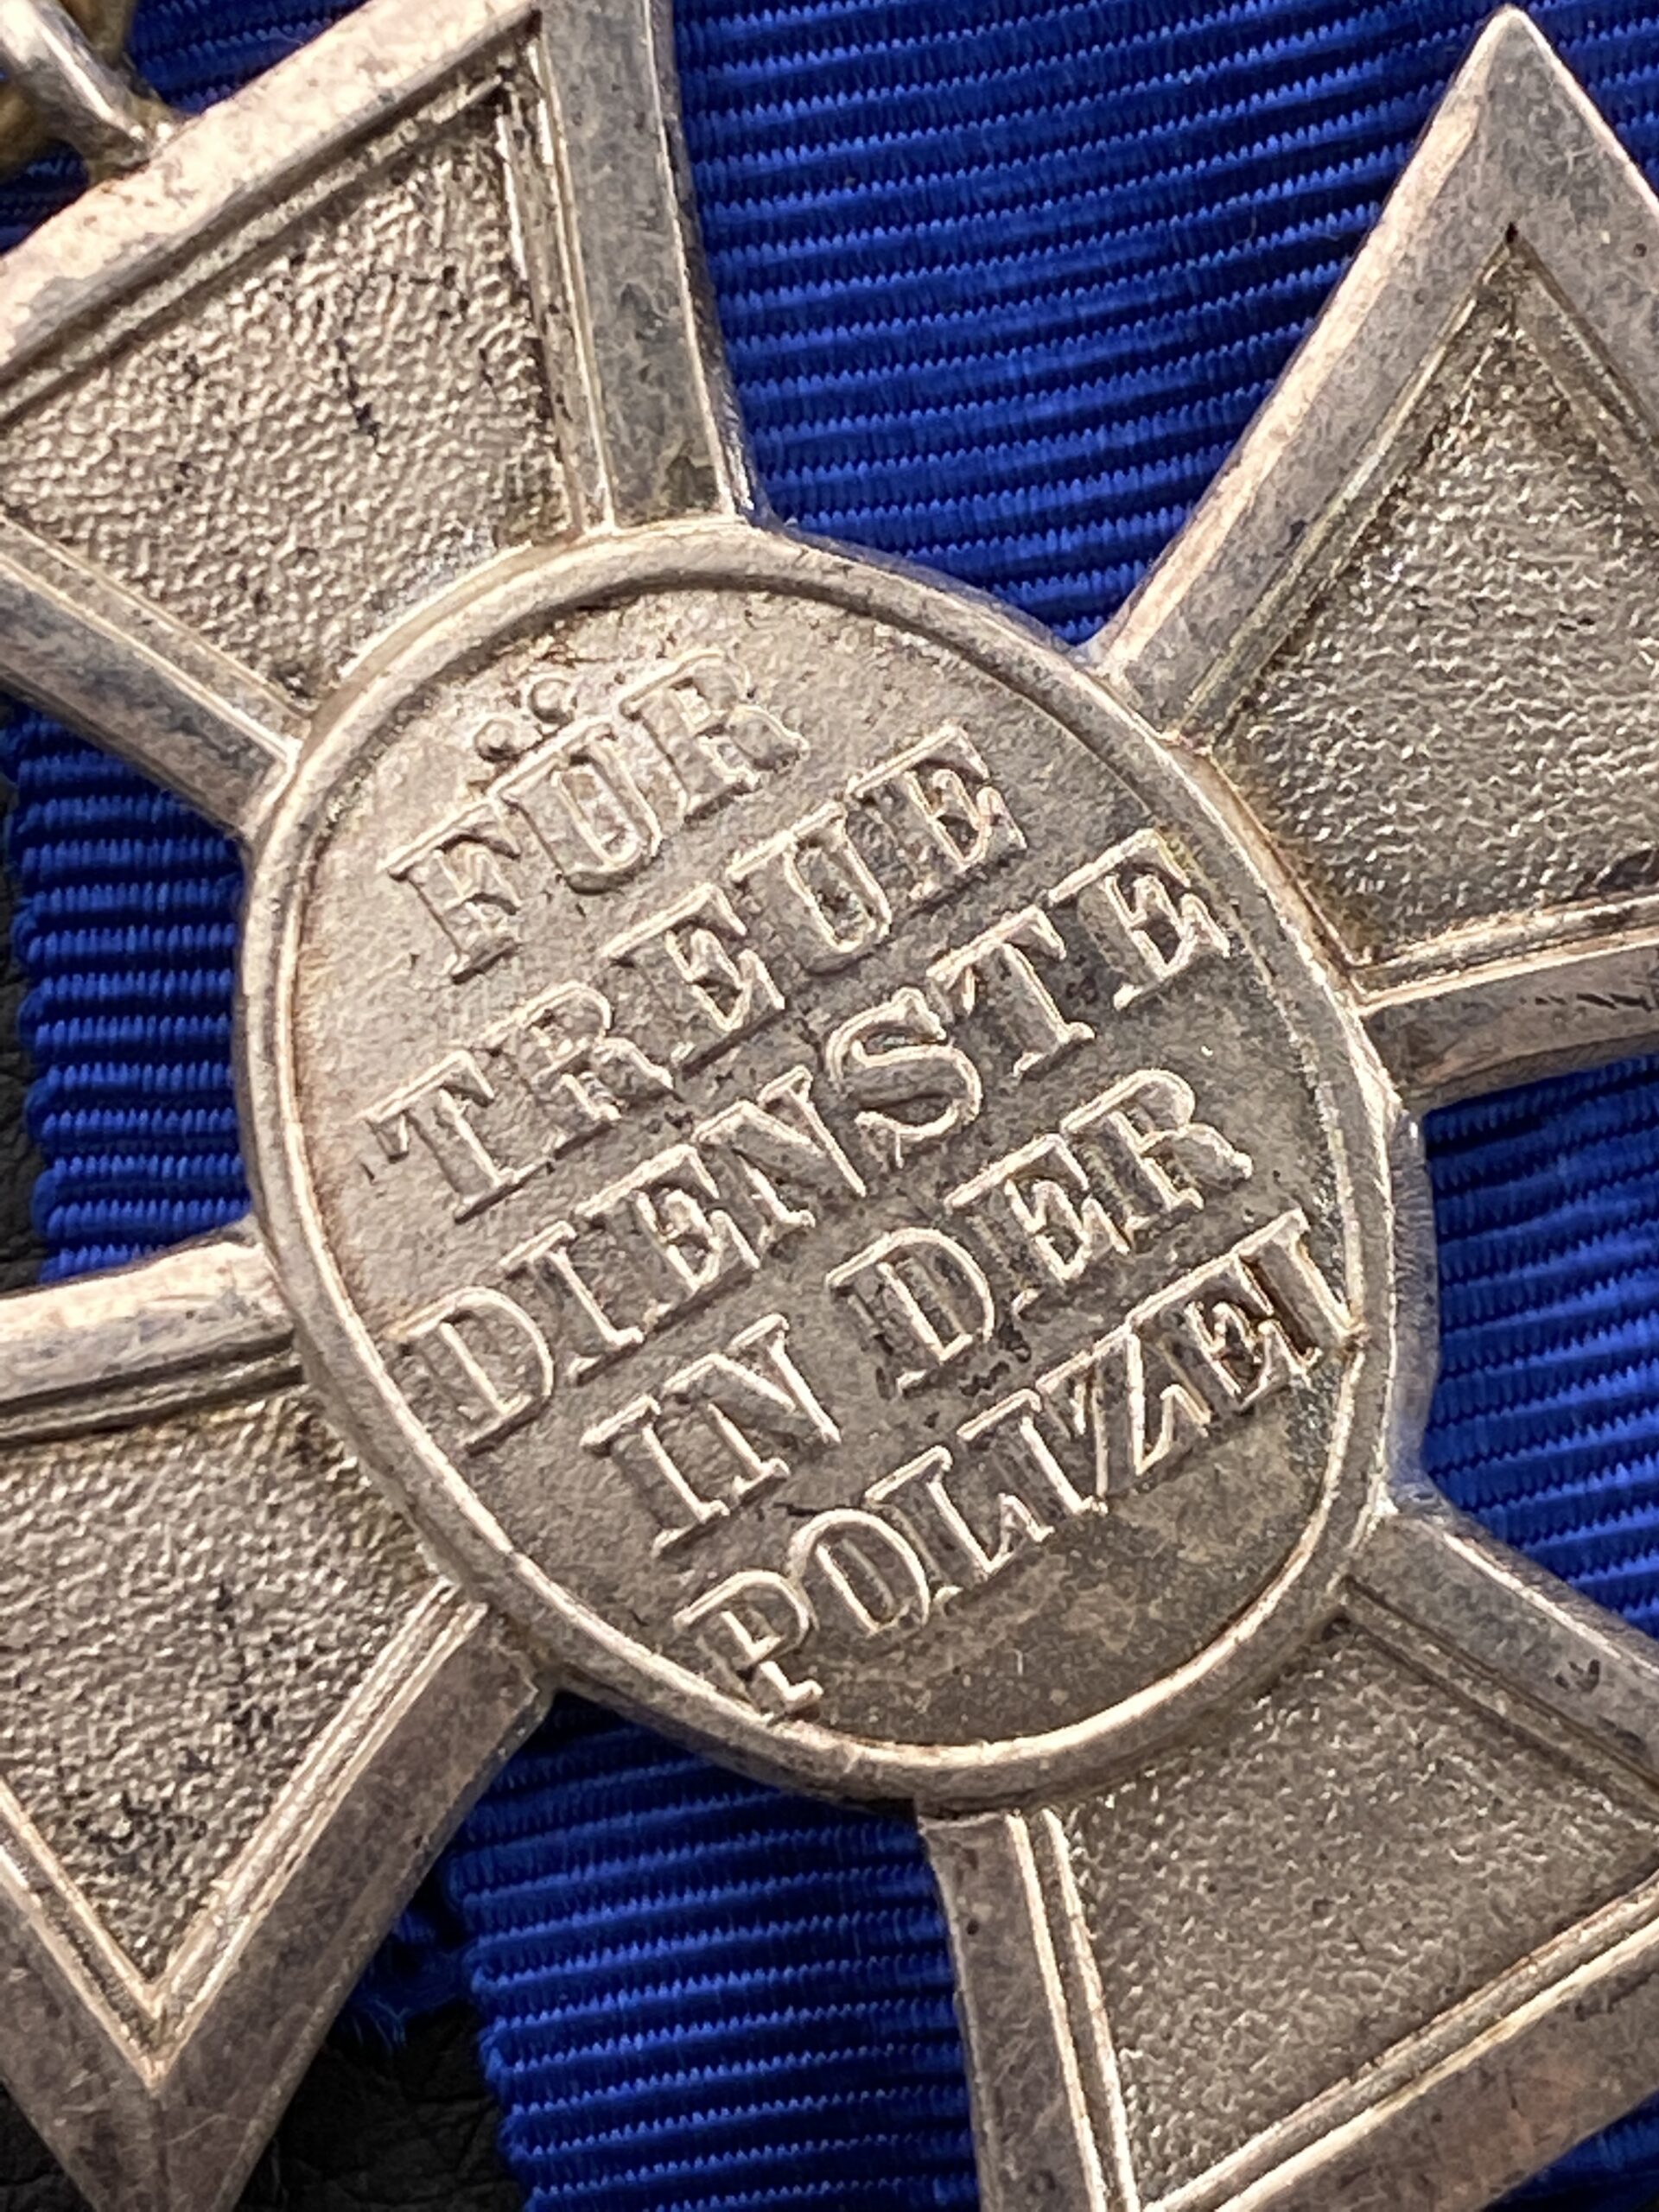 FÜR
TREUE
DIENSTE
IN DER
POLIZEI